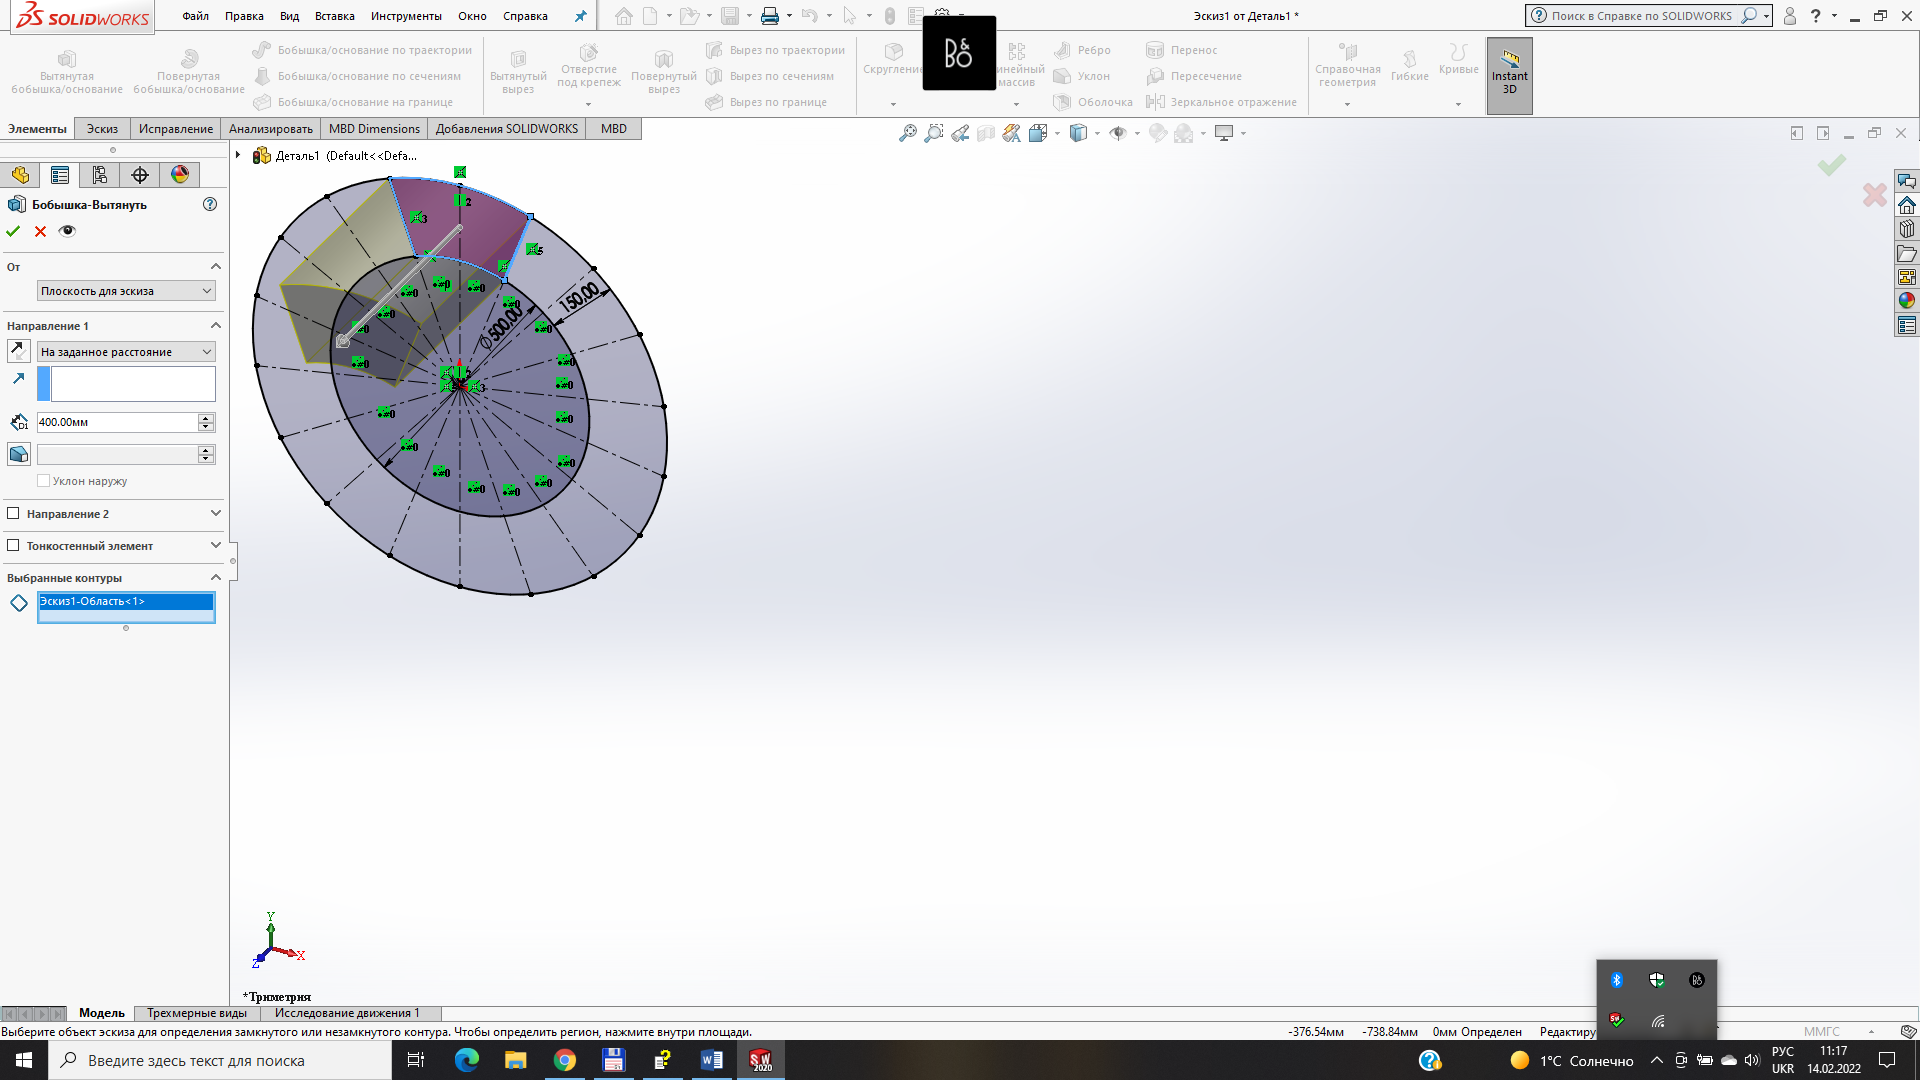 SOLIDWORKS
Файл Правка Вид Вставка Инструменты Окно Справка
Эскиз1 от Деталь1 *
Поиск в Справке по SOLIDWORKS
Вытянутая бобышка/основание
Повернутая бобышка/основание
Бобышка/основание по траектории
Бобышка/основание по сечениям
Бобышка/основание на границе
Вытянутый вырез
Отверстие под крепеж
Повернутый вырез
Вырез по траектории
Вырез по сечениям
Вырез по границе
B&O
Ребро
Уклон
Оболочка
Перенос
Пересечение
Зеркальное отражение
Справочная геометрия
Гибкие
Кривые
Instant 3D
Элементы Эскиз Исправление Анализировать MBD Dimensions Добавления SOLIDWORKS MBD
Деталь1 (Default<<Defa...
Бобышка-Вытянуть
От
Плоскость для эскиза
Направление 1
На заданное расстояние
400.00мм
Уклон наружу
Направление 2
Тонкостенный элемент
Выбранные контуры
Эскиз1-Область<1>
150,00
∅500,00
Y
X
Z
*Триметрия
Модель Трехмерные виды Исследование движения 1
Выберите объект эскиза для определения замкнутого или незамкнутого контура. Чтобы определить регион, нажмите внутри площади.
-376.54мм -738.84мм 0мм Определен
ММГС
Введите здесь текст для поиска
SW 2020
1°C Солнечно
РУС
UKR
11:17
14.02.2022